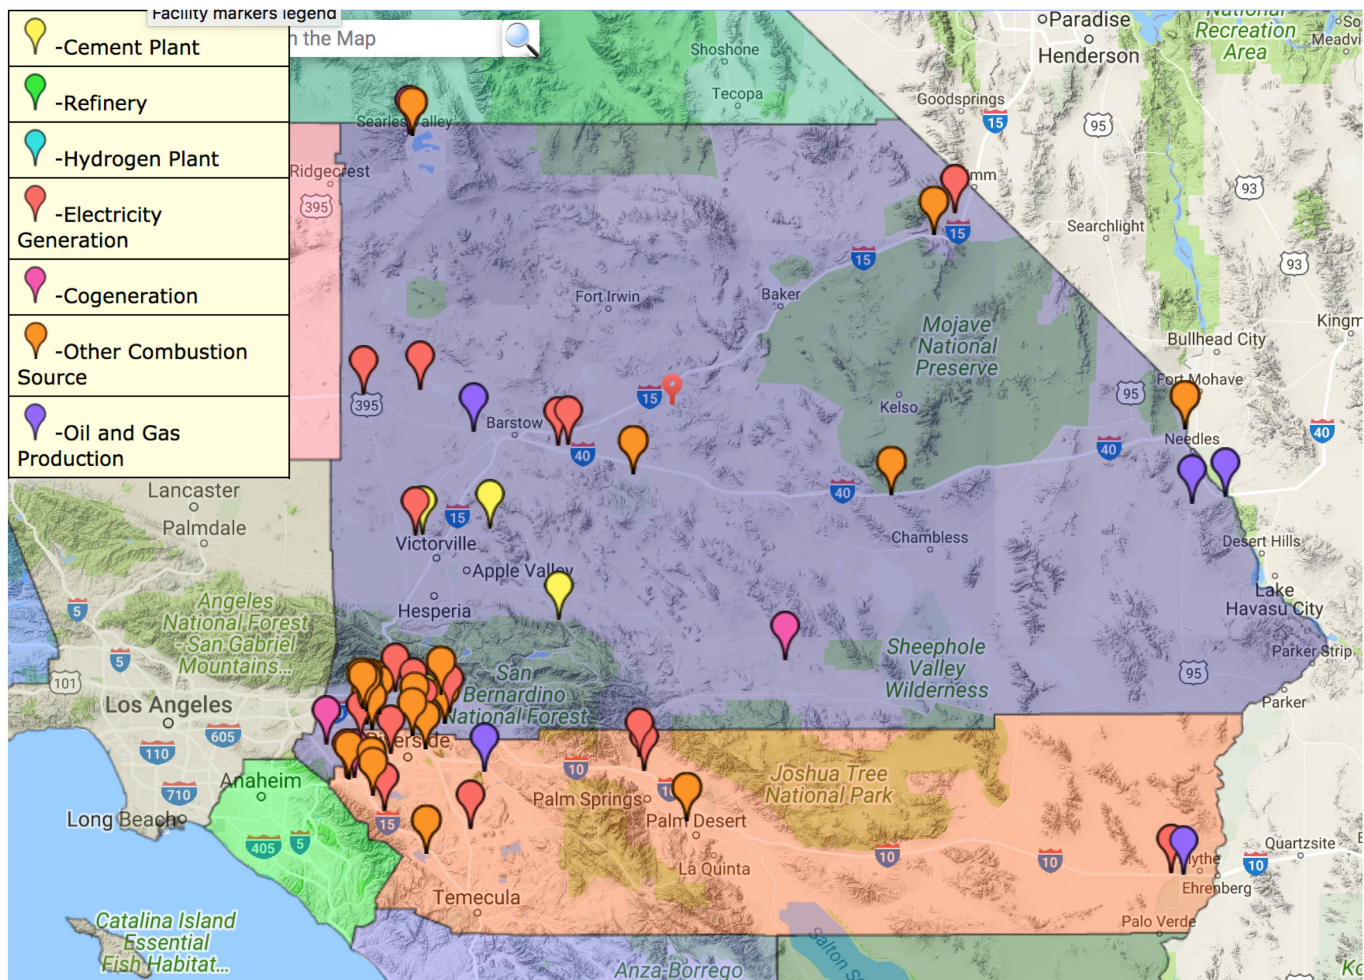 Facility markers legend
-Cement Plant
-Refinery
-Hydrogen Plant
-Electricity
Generation
-Cogeneration
-Other Combustion
Source
-Oil and Gas
Production
n the Map
Shoshone
Tecopa
Searles Valley
Ridgecrest
395
Paradise
Henderson
National
Recreation
Area
Goodsprings
15
95
93
Searchlight
93
15
15
Fort Irwin
Baker
Mojave
National
Preserve
Kelso
Bullhead City
Fort Mohave
95
Needles
40
395
15
Barstow
40
40
40
Chambless
Desert Hills
Lake
Havasu City
Parker Strip
Parker
95
Lancaster
Palmdale
15
Victorville
Apple Valley
Hesperia
Angeles
National Forest
- San Gabriel
Mountains...
5
5
101
Los Angeles
605
110
710
Anaheim
Long Beach
405
5
San
Bernardino
National Forest
Sheephole
Valley
Wilderness
Riverside
10
Palm Springs
Palm Desert
La Quinta
Joshua Tree
National Park
15
Temecula
10
10
10
Quartzsite
Ehrenberg
Palo Verde
Catalina Island
Essential
Fish Habitat...
Anza-Borrego
Salton S